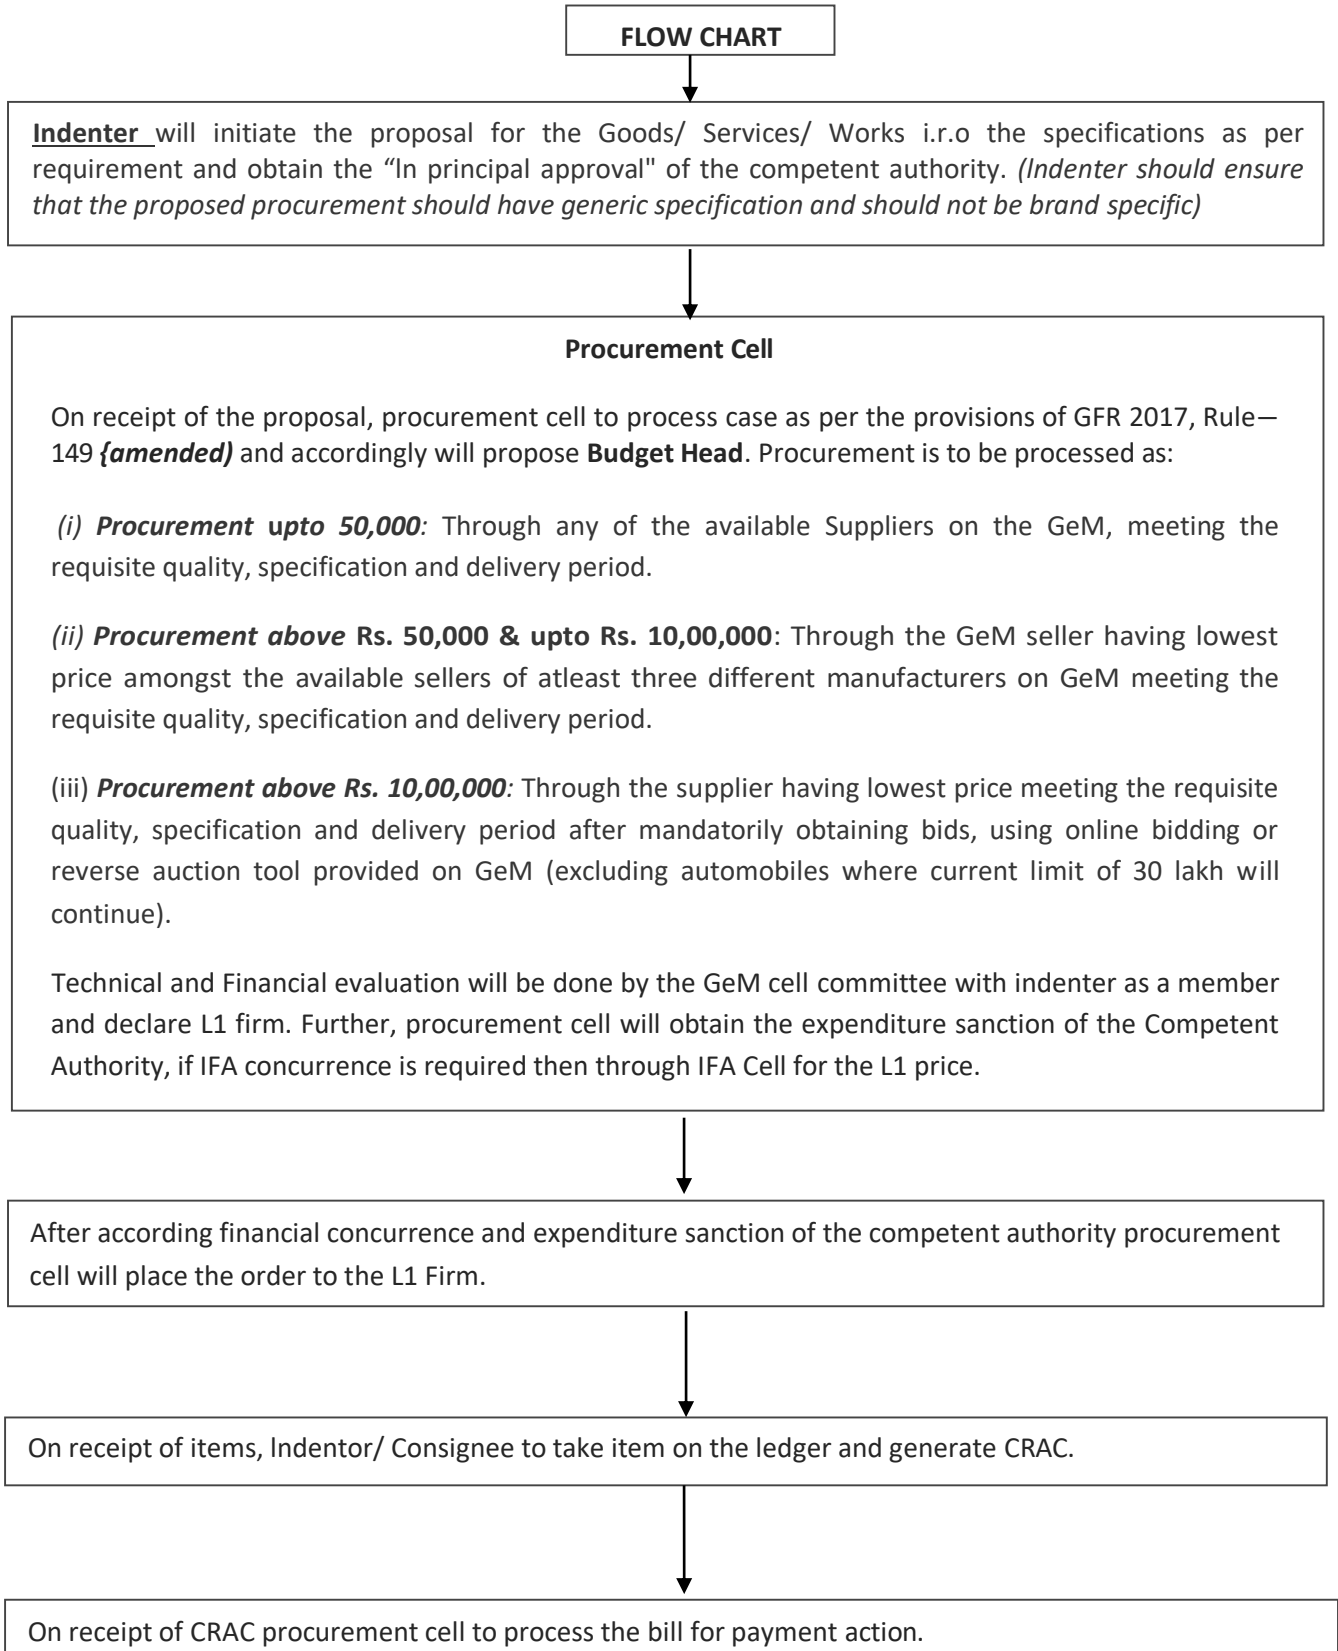 FLOW CHART
Indenter will initiate the proposal for the Goods/ Services/ Works i.r.o the specifications as per
requirement and obtain the “In principal approval" of the competent authority. (Indenter should ensure
that the proposed procurement should have generic specification and should not be brand specific)
Procurement Cell
On receipt of the proposal, procurement cell to process case as per the provisions of GFR 2017, Rule—
149 {amended) and accordingly will propose Budget Head. Procurement is to be processed as:
(i) Procurement upto 50,000: Through any of the available Suppliers on the GeM, meeting the
requisite quality, specification and delivery period.
(ii) Procurement above Rs. 50,000 & upto Rs. 10,00,000: Through the GeM seller having lowest
price amongst the available sellers of atleast three different manufacturers on GeM meeting the
requisite quality, specification and delivery period.
(iii) Procurement above Rs. 10,00,000: Through the supplier having lowest price meeting the requisite
quality, specification and delivery period after mandatorily obtaining bids, using online bidding or
reverse auction tool provided on GeM (excluding automobiles where current limit of 30 lakh will
continue).
Technical and Financial evaluation will be done by the GeM cell committee with indenter as a member
and declare L1 firm. Further, procurement cell will obtain the expenditure sanction of the Competent
Authority, if IFA concurrence is required then through IFA Cell for the L1 price.
After according financial concurrence and expenditure sanction of the competent authority procurement
cell will place the order to the L1 Firm.
On receipt of items, Indentor/ Consignee to take item on the ledger and generate CRAC.
On receipt of CRAC procurement cell to process the bill for payment action.